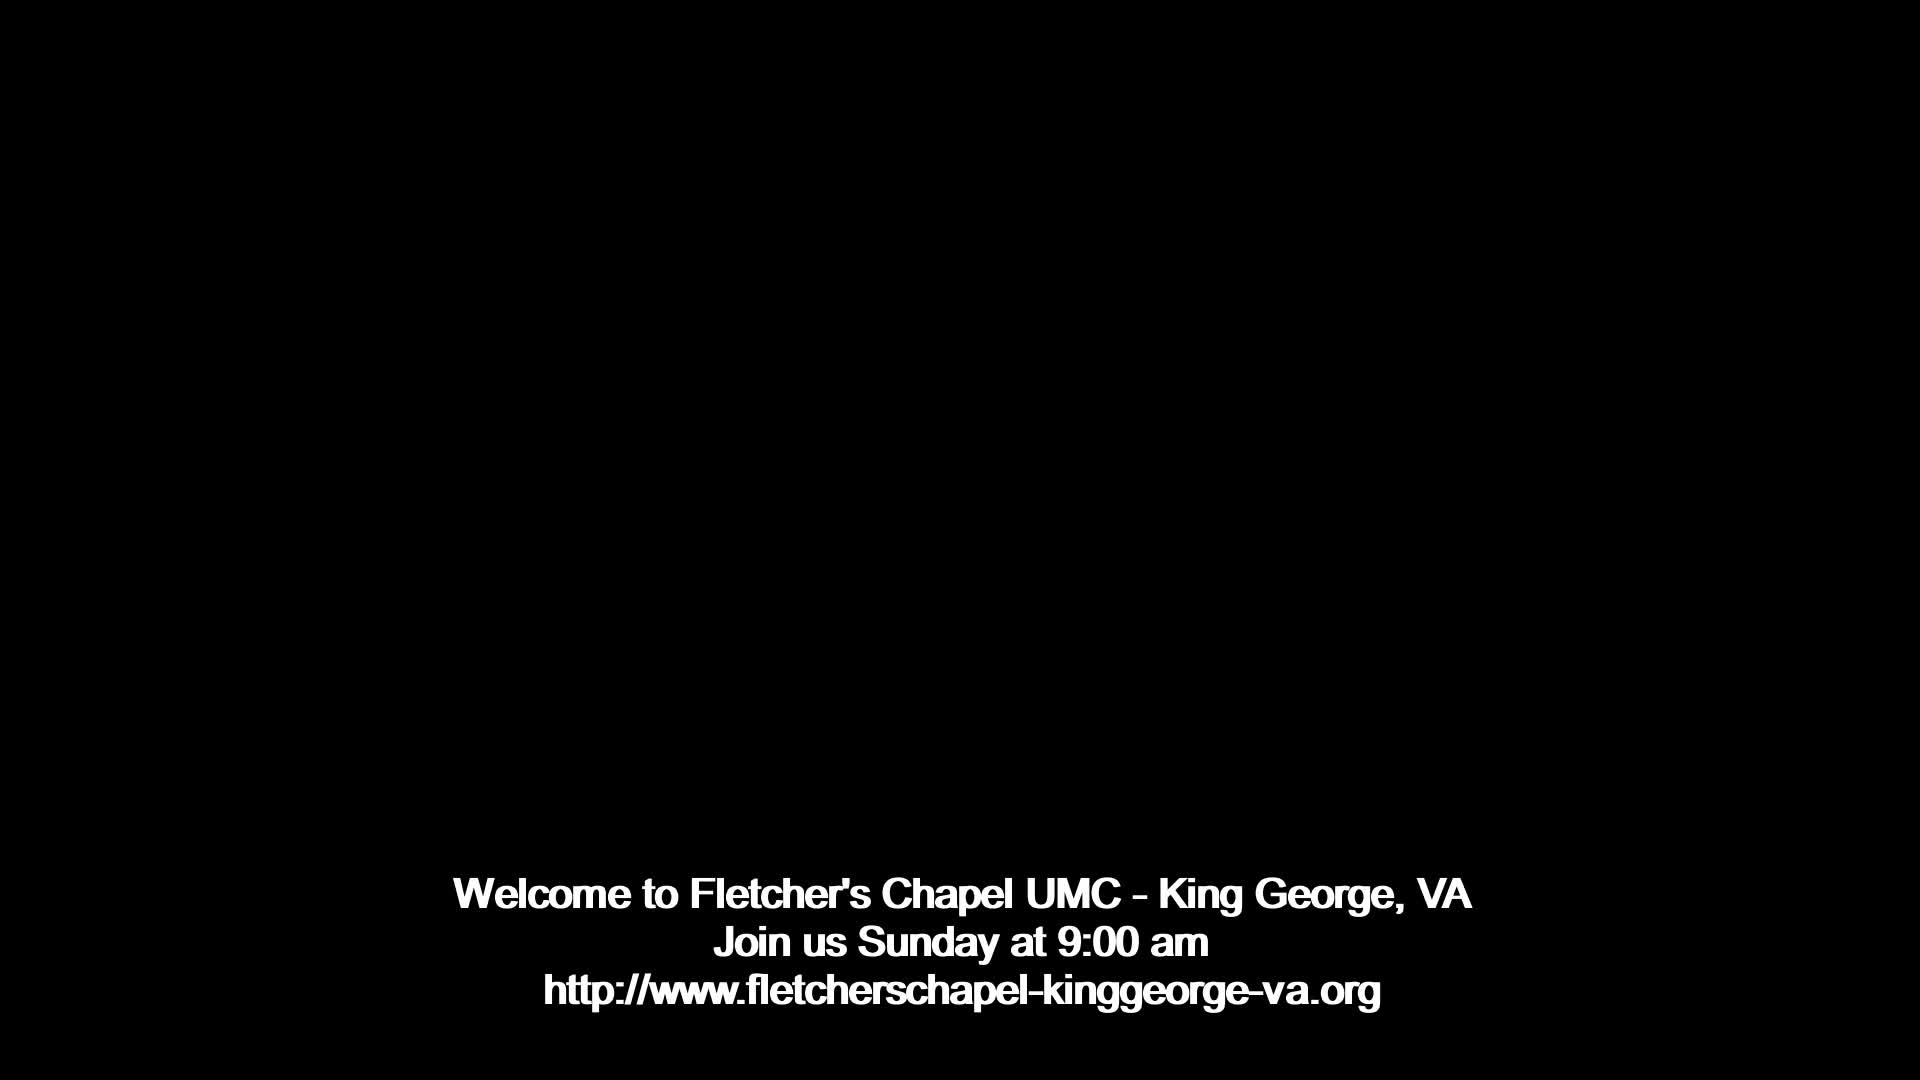 Welcome to Fletcher's Chapel UMC - King George, VA
Join us Sunday at 9:00 am
http://www.fletcherschapel-kinggeorge-va.org